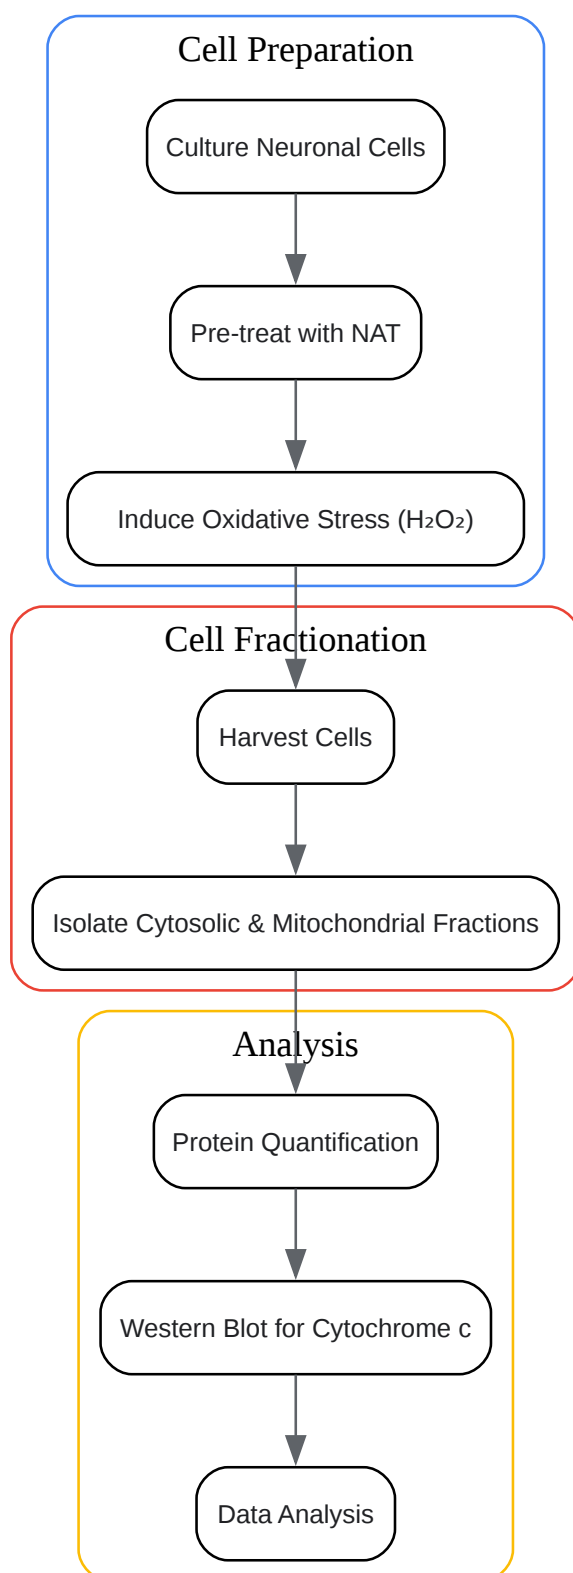 Cell Preparation
Culture Neuronal Cells
Pre-treat with NAT
Induce Oxidative Stress (H₂O₂)
Cell Fractionation
Harvest Cells
Isolate Cytosolic & Mitochondrial Fractions
Analysis
Protein Quantification
Western Blot for Cytochrome c
Data Analysis